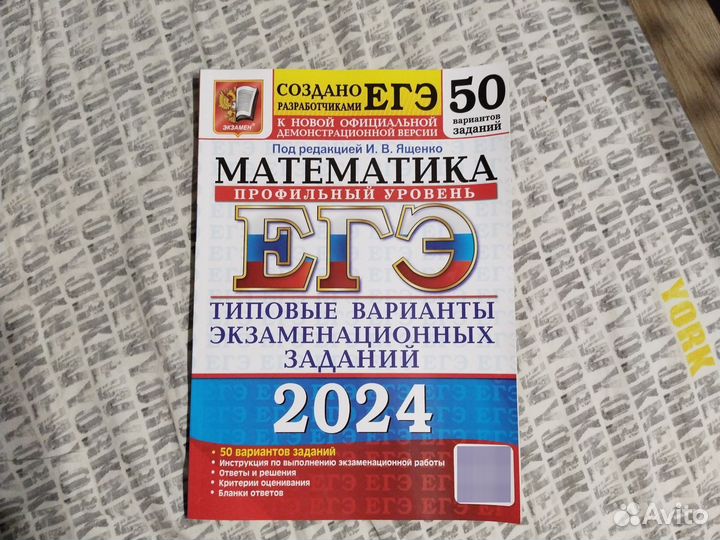 СОЗДАНО
РАЗРАБОТЧИКАМИ ЕГЭ
К НОВОЙ ОФИЦИАЛЬНОЙ
ДЕМОНСТРАЦИОННОЙ ВЕРСИИ
50
вариантов
заданий
ЭКЗАМЕН
Под редакцией И. В. Ященко
МАТЕМАТИКА
ПРОФИЛЬНЫЙ УРОВЕНЬ
ЕГЭ
ТИПОВЫЕ ВАРИАНТЫ
ЭКЗАМЕНАЦИОННЫХ
ЗАДАНИЙ
2024
• 50 вариантов заданий
• Инструкция по выполнению экзаменационной работы
• Ответы и решения
• Критерии оценивания
• Бланки ответов
YORK
Avito